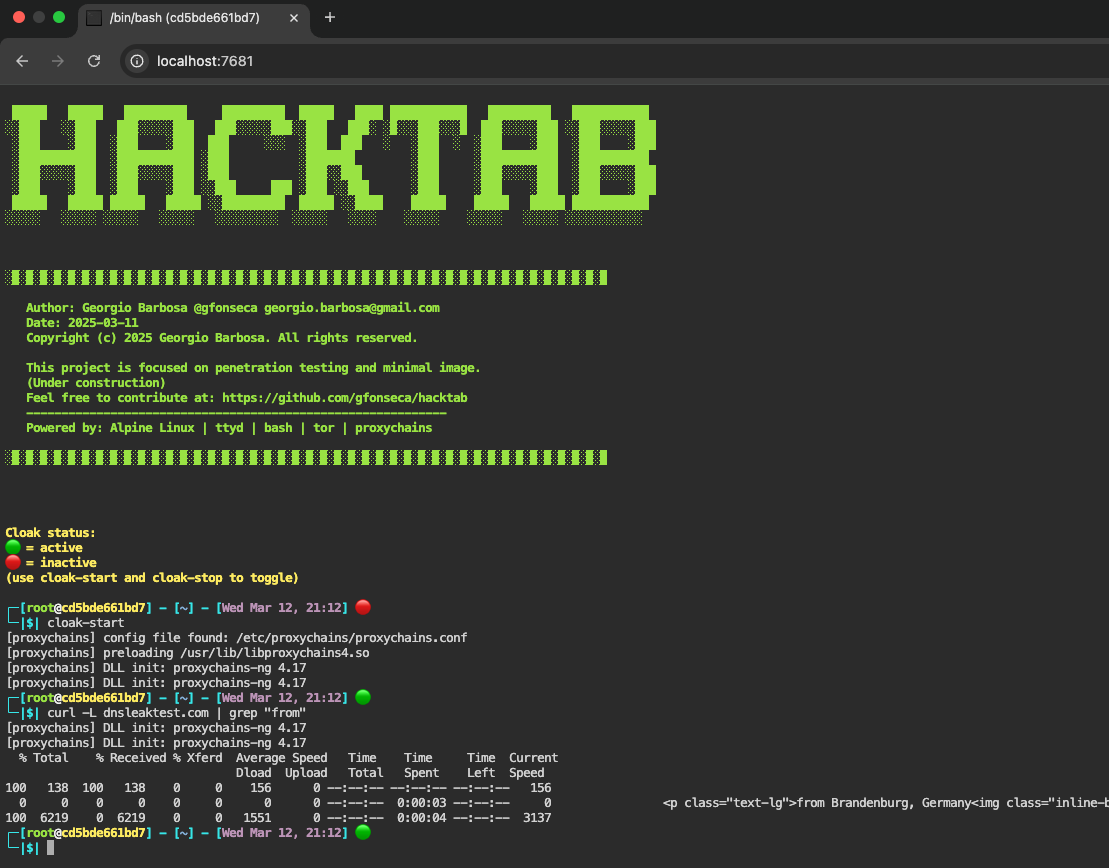 /bin/bash (cd5bde661bd7)
localhost:7681
HACKTAB
Author: Georgio Barbosa @gfonseca georgio.barbosa@gmail.com
Date: 2025-03-11
Copyright (c) 2025 Georgio Barbosa. All rights reserved.
This project is focused on penetration testing and minimal image.
(Under construction)
Feel free to contribute at: https://github.com/gfonseca/hacktab
------------------------------------------------------------
Powered by: Alpine Linux | ttyd | bash | tor | proxychains
Cloak status:
🟢 = active
🔴 = inactive
(use cloak-start and cloak-stop to toggle)
┌─[root@cd5bde661bd7] - [~] - [Wed Mar 12, 21:12] 🔴
└─|$| cloak-start
[proxychains] config file found: /etc/proxychains/proxychains.conf
[proxychains] preloading /usr/lib/libproxychains4.so
[proxychains] DLL init: proxychains-ng 4.17
[proxychains] DLL init: proxychains-ng 4.17
┌─[root@cd5bde661bd7] - [~] - [Wed Mar 12, 21:12] 🟢
└─|$| curl -L dnsleaktest.com | grep "from"
[proxychains] DLL init: proxychains-ng 4.17
[proxychains] DLL init: proxychains-ng 4.17
  % Total    % Received % Xferd  Average Speed   Time    Time     Time  Current
                                 Dload  Upload   Total   Spent    Left  Speed
100   138  100   138    0     0    156      0 --:--:-- --:--:-- --:--:--   156
  0     0    0     0    0     0      0      0 --:--:--  0:00:03 --:--:--     0                <p class="text-lg">from Brandenburg, Germany<img class="inline-b
100  6219    0  6219    0     0   1551      0 --:--:--  0:00:04 --:--:--  3137
┌─[root@cd5bde661bd7] - [~] - [Wed Mar 12, 21:12] 🟢
└─|$|